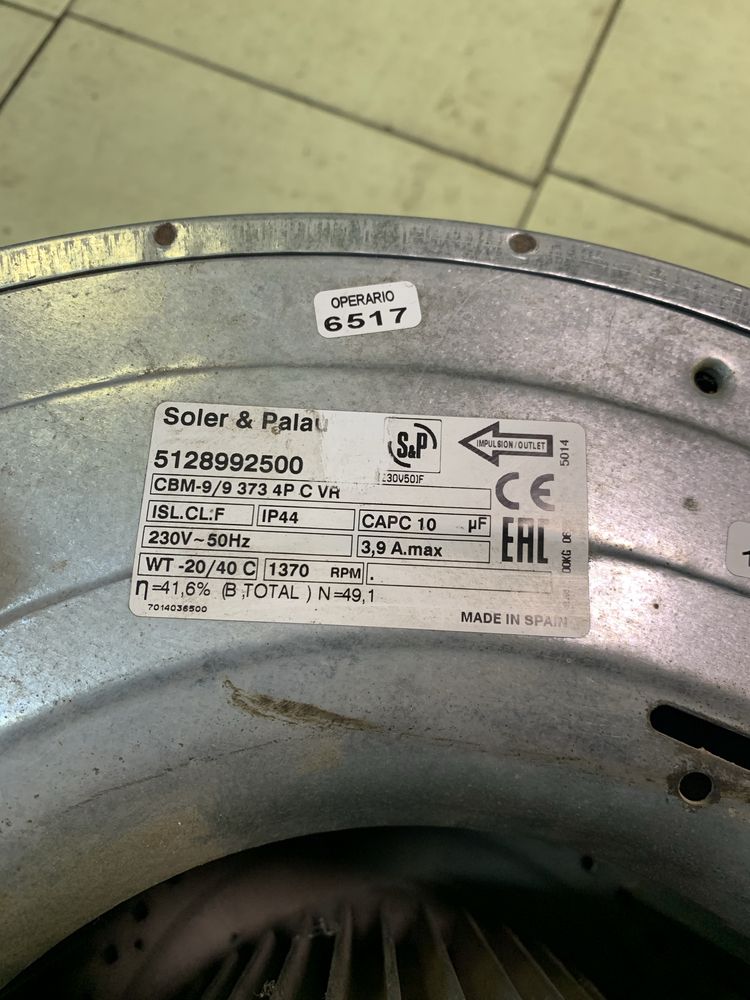 OPERARIO
6517
Soler & Palau
S&P
IMPULSION/OUTLET
5014
5128992500
230V50)F
CBM-9/9 373 4P C VR
CE
ISL.CL:F IP44 CAPC 10 µF
EAC
230V~50Hz 3,9 A.max
WT -20/40 C 1370 RPM .
η=41,6% (B,TOTAL ) N=49,1
7014036500
MADE IN SPAIN